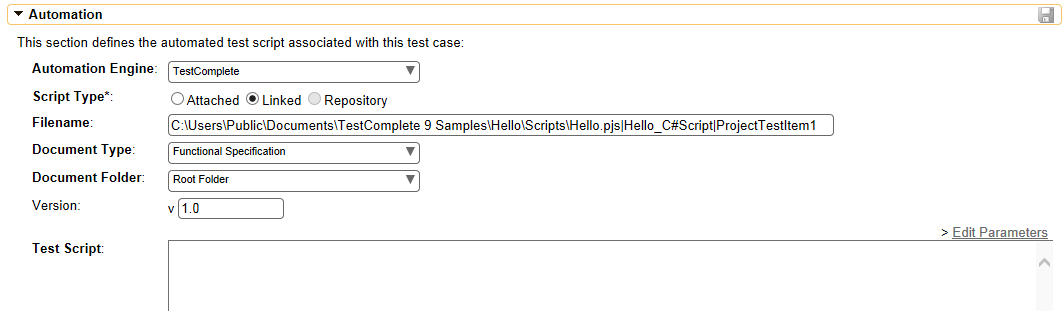 Automation
This section defines the automated test script associated with this test case:
Automation Engine: TestComplete
Script Type*: Attached Linked Repository
Filename: C:\Users\Public\Documents\TestComplete 9 Samples\Hello\Scripts\Hello.pjs|Hello_C#Script|ProjectTestItem1
Document Type: Functional Specification
Document Folder: Root Folder
Version: v 1.0
> Edit Parameters
Test Script: